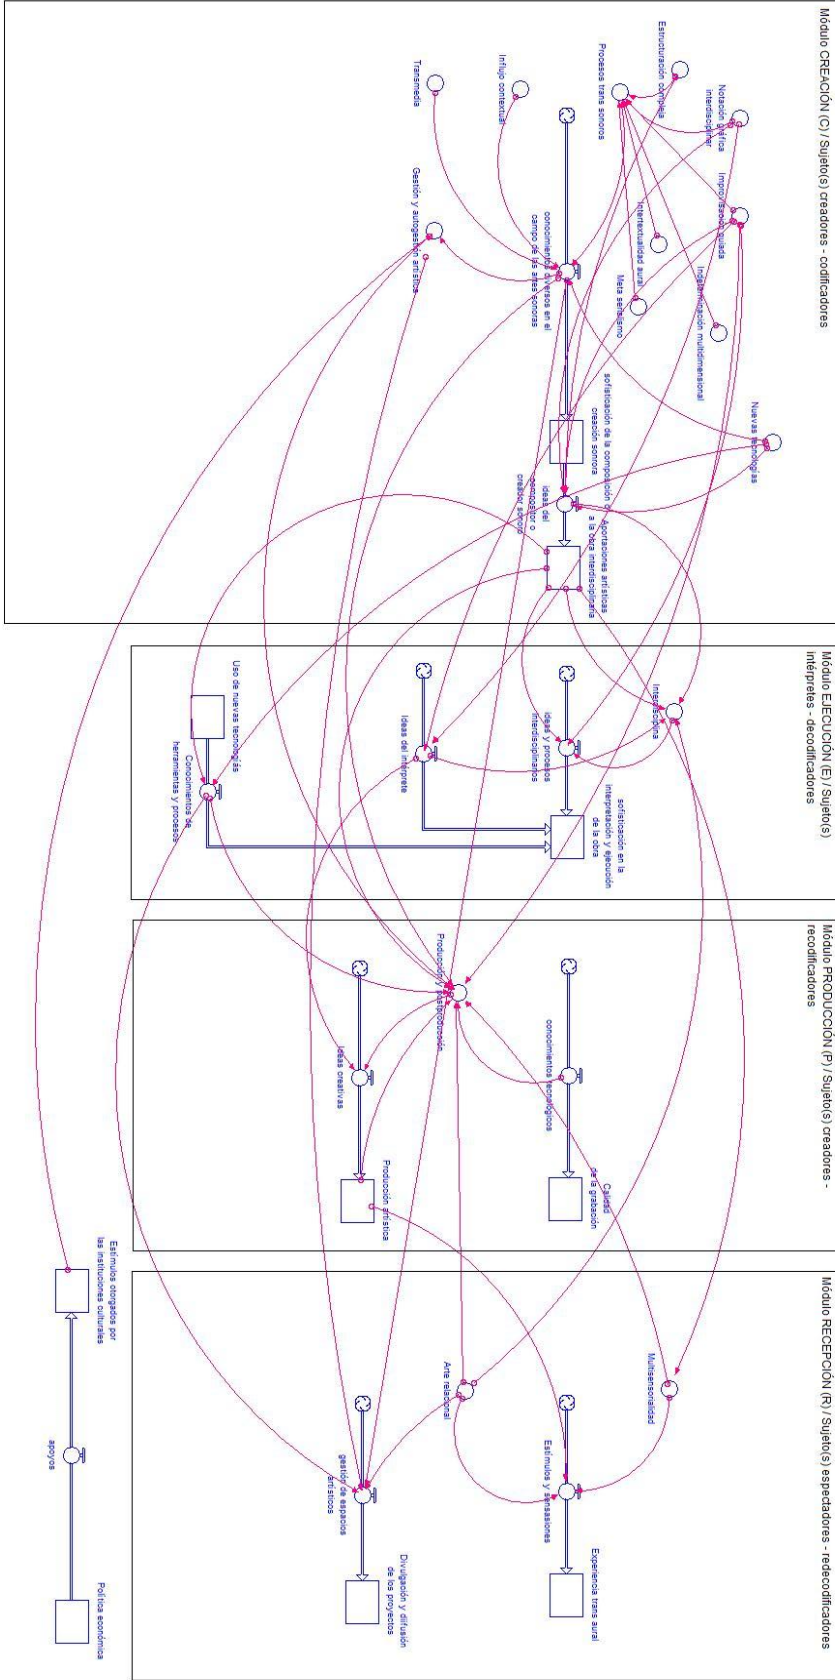 Módulo CREACIÓN (C) / Sujeto(s) creadores - codificadores
Estructuración compleja
Procesos trans sonoros
Notación gráfica
interdisciplinar
Improvisación guiada
Influjo contextual
Transmedia
Intertextualidad aural
Meta serialismo
Indeterminación multidimensional
Nuevas tecnologías
conocimientos diversos en el
campo de las artes sonoras
Gestión y autogestión artística
sofisticación de la composición o
creación sonrora
ideas del
compositor o
creador sonoro
Aportaciones artísticas
a la obra interdisciplinaria
Módulo EJECUCIÓN (E) / Sujeto(s)
intérpretes - decodificadores
Interdisciplina
ideas y procesos
interdisciplinarios
Ideas del intérprete
Uso de nuevas tecnologías
Conocimientos de
herramientas y procesos
sofisticación en la
interpretación y ejecución
de la obra
Módulo PRODUCCIÓN (P) / Sujeto(s) creadores -
recodificadores
Producción y postproducción
conocimientos tecnológicos
Ideas creativas
Calidad
de la grabación
Producción artística
Módulo RECEPCIÓN (R) / Sujeto(s) espectadores - redecodificadores
Multisensorialidad
Arte relacional
Estímulos y sensasiones
gestión de espacios
artísticos
Experiencia trans aural
Divulgación y difusión
de los proyectos
Estímulos otorgados por
las instituciones culturales
apoyos
Política económica